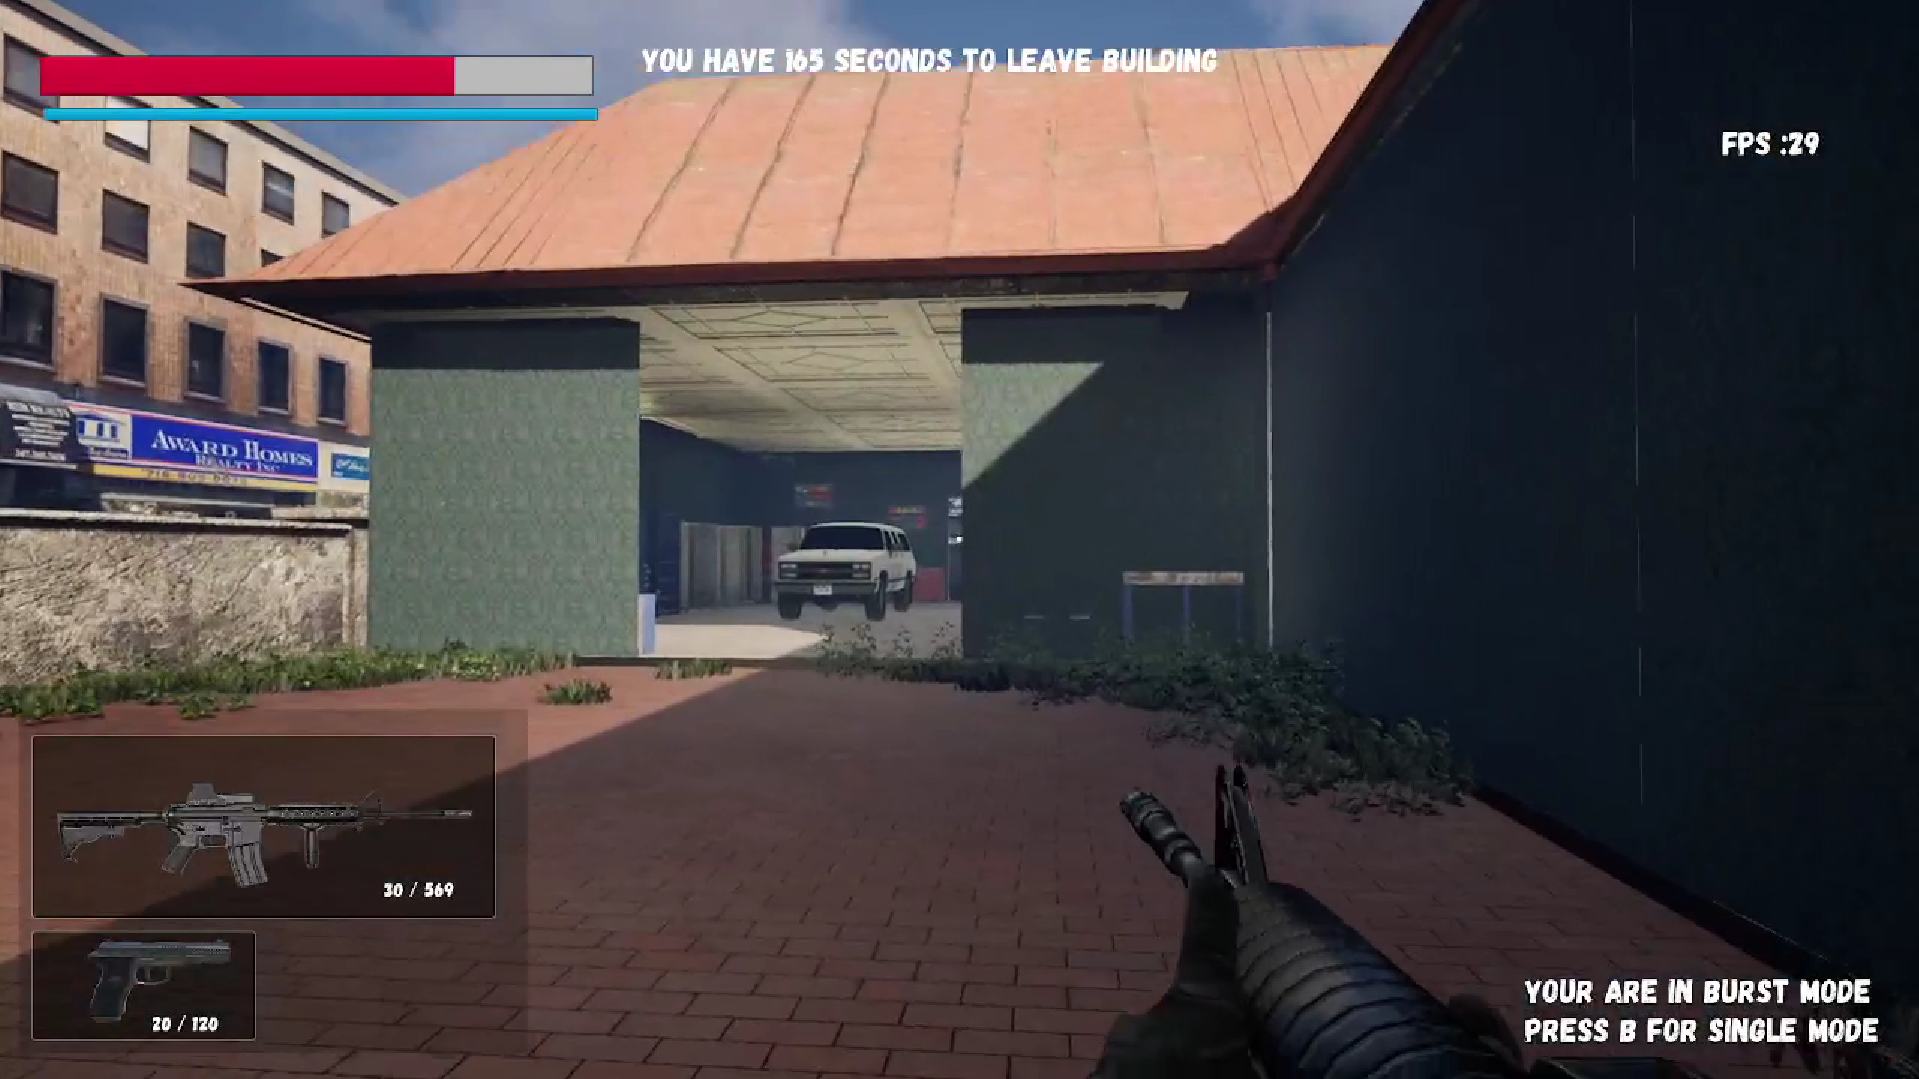 YOU HAVE 165 SECONDS TO LEAVE BUILDING
FPS :29
AWARD HOMES
REALTY INC
30 / 569
20 / 120
YOUR ARE IN BURST MODE
PRESS B FOR SINGLE MODE